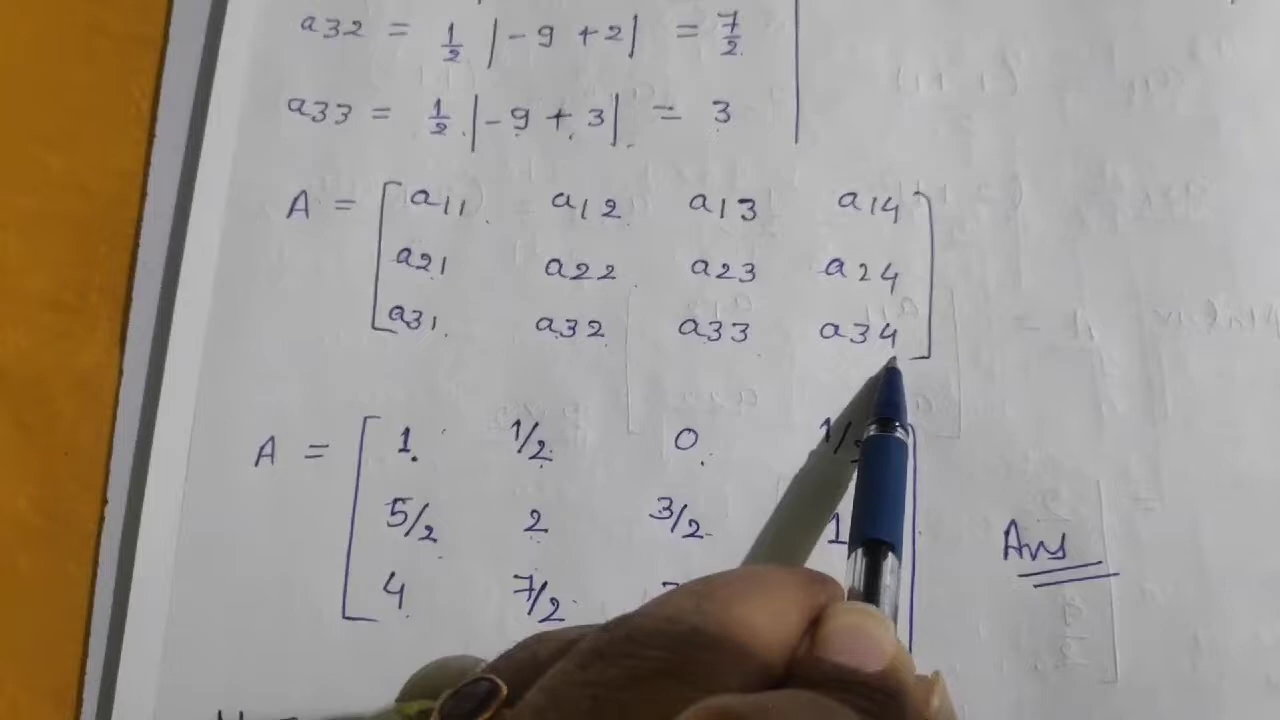 a32 = 1/2 |-9 +2| = 7/2
a33 = 1/2 |-9 + 3| = 3
A = [ a11 a12 a13 a14
a21 a22 a23 a24
a31 a32 a33 a34 ]
A = [ 1 1/2 0 1/2
5/2 2 3/2 1
4 7/2 ]
Ans